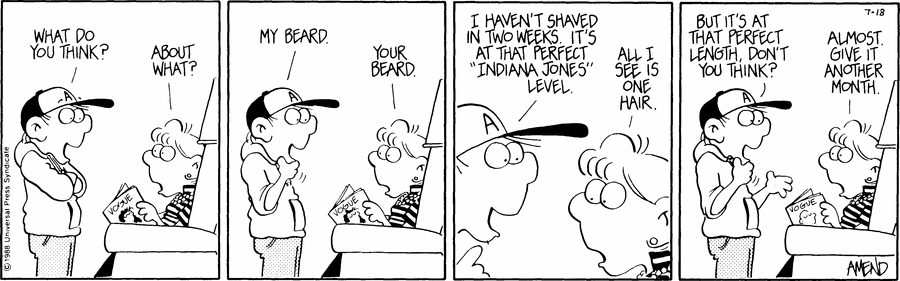 WHAT DO
YOU THINK?
ABOUT
WHAT?
A
VOGUE
© 1988 Universal Press Syndicate
MY BEARD.
YOUR
BEARD.
A
VOGUE
I HAVEN'T SHAVED
IN TWO WEEKS. IT'S
AT THAT PERFECT
"INDIANA JONES"
LEVEL.
ALL I
SEE IS
ONE
HAIR.
A
7-18
BUT IT'S AT
THAT PERFECT
LENGTH, DON'T
YOU THINK?
ALMOST.
GIVE IT
ANOTHER
MONTH.
A
VOGUE
AMEND